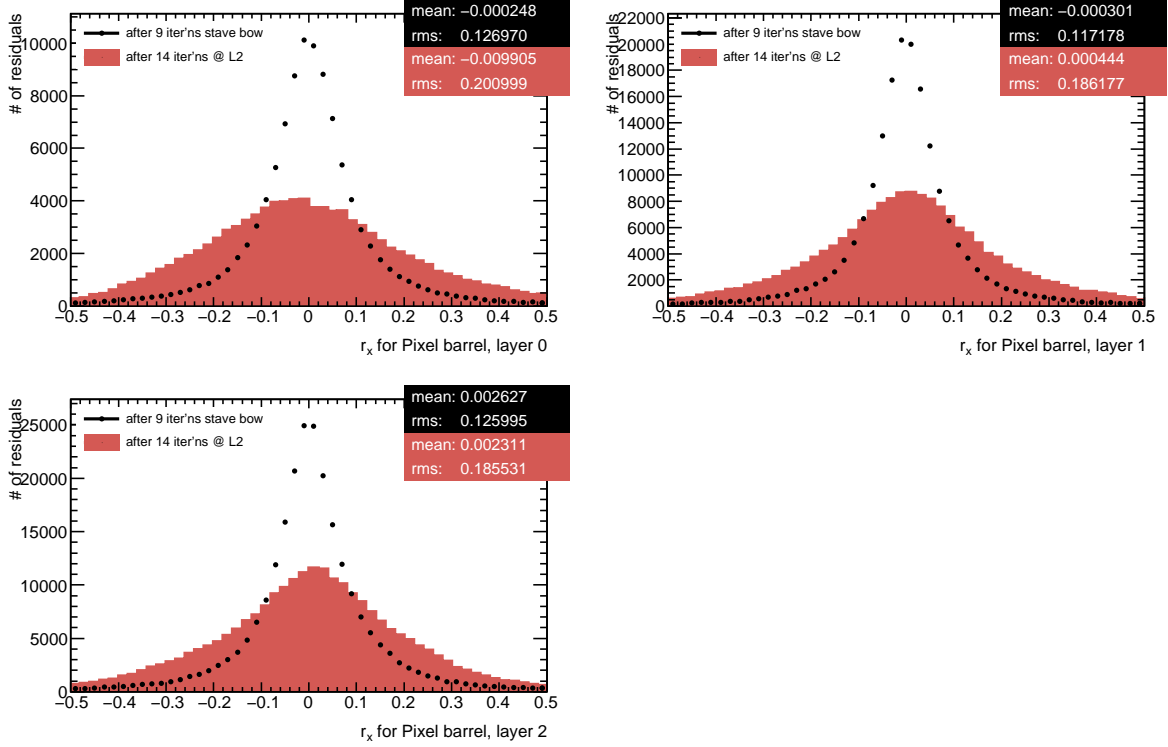 # of residuals
10000
8000
6000
4000
2000
0
after 9 iter'ns stave bow
after 14 iter'ns @ L2
mean: −0.000248
rms: 0.126970
mean: −0.009905
rms: 0.200999
−0.5 −0.4 −0.3 −0.2 −0.1 0 0.1 0.2 0.3 0.4 0.5
r_x for Pixel barrel, layer 0
# of residuals
22000
20000
18000
16000
14000
12000
10000
8000
6000
4000
2000
0
after 9 iter'ns stave bow
after 14 iter'ns @ L2
mean: −0.000301
rms: 0.117178
mean: 0.000444
rms: 0.186177
−0.5 −0.4 −0.3 −0.2 −0.1 0 0.1 0.2 0.3 0.4 0.5
r_x for Pixel barrel, layer 1
# of residuals
25000
20000
15000
10000
5000
0
after 9 iter'ns stave bow
after 14 iter'ns @ L2
mean: 0.002627
rms: 0.125995
mean: 0.002311
rms: 0.185531
−0.5 −0.4 −0.3 −0.2 −0.1 0 0.1 0.2 0.3 0.4 0.5
r_x for Pixel barrel, layer 2